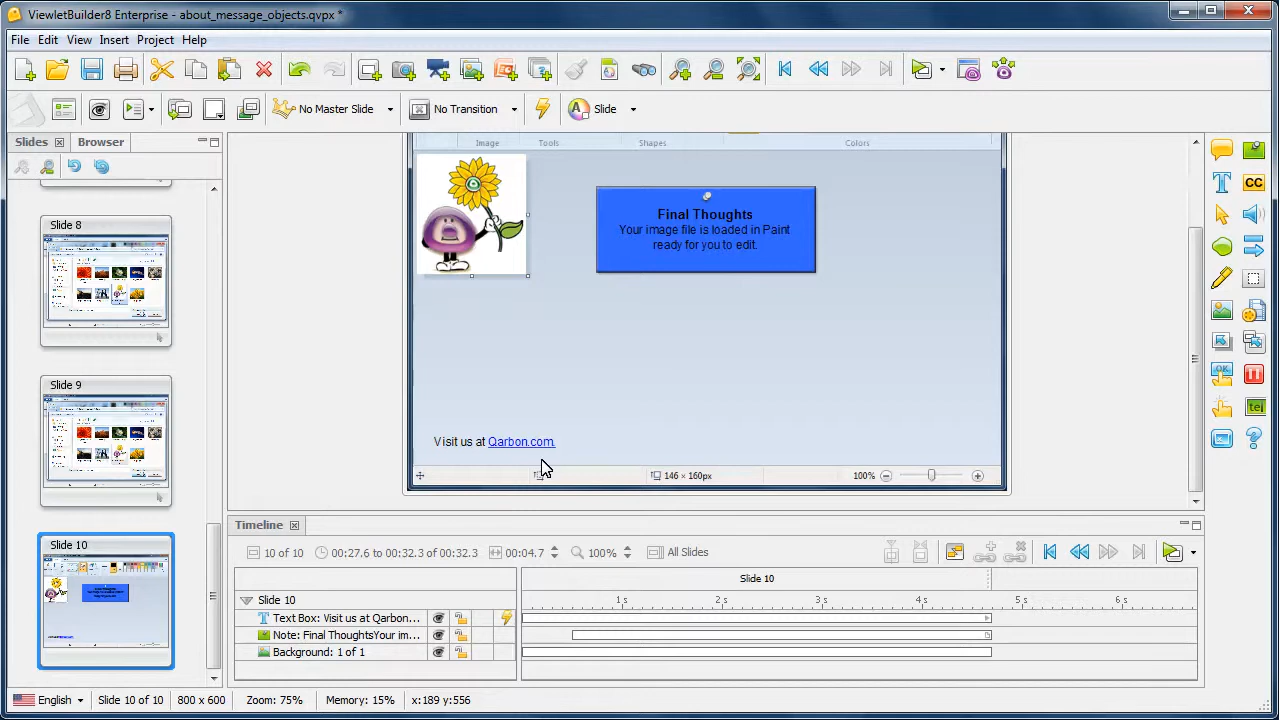 ViewletBuilder8 Enterprise - about_message_objects.qvpx *
File Edit View Insert Project Help
No Master Slide No Transition Slide
Slides Browser
Image Tools Shapes Colors
Slide 8
Final Thoughts
Your image file is loaded in Paint
ready for you to edit.
Slide 9
Visit us at Qarbon.com.
146 × 160px 100%
CC
OK
te
Slide 10
Timeline
10 of 10 00:27.6 to 00:32.3 of 00:32.3 00:04.7 100% All Slides
Slide 10
Slide 10 1 s 2 s 3 s 4 s 5 s 6 s
Text Box: Visit us at Qarbon...
Note: Final ThoughtsYour im...
Background: 1 of 1
English Slide 10 of 10 800 x 600 Zoom: 75% Memory: 15% x:189 y:556